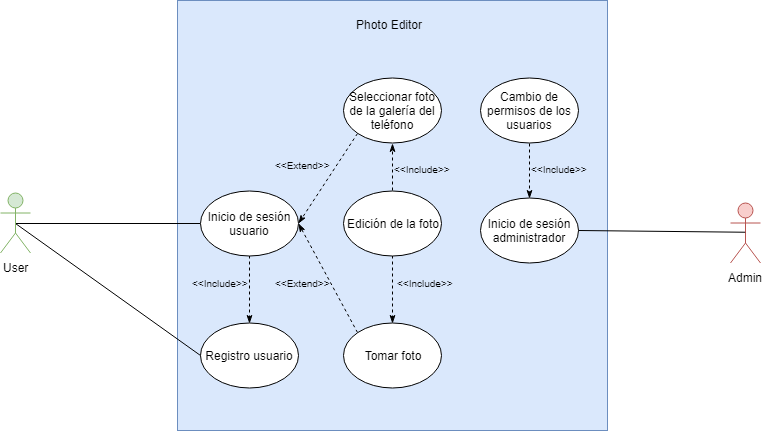 Photo Editor
Seleccionar foto
de la galería del
teléfono
Cambio de
permisos de los
usuarios
<<Extend>>
<<Include>>
<<Include>>
Inicio de sesión
usuario
Edición de la foto
Inicio de sesión
administrador
User
Admin
<<Include>>
<<Extend>>
<<Include>>
Registro usuario
Tomar foto